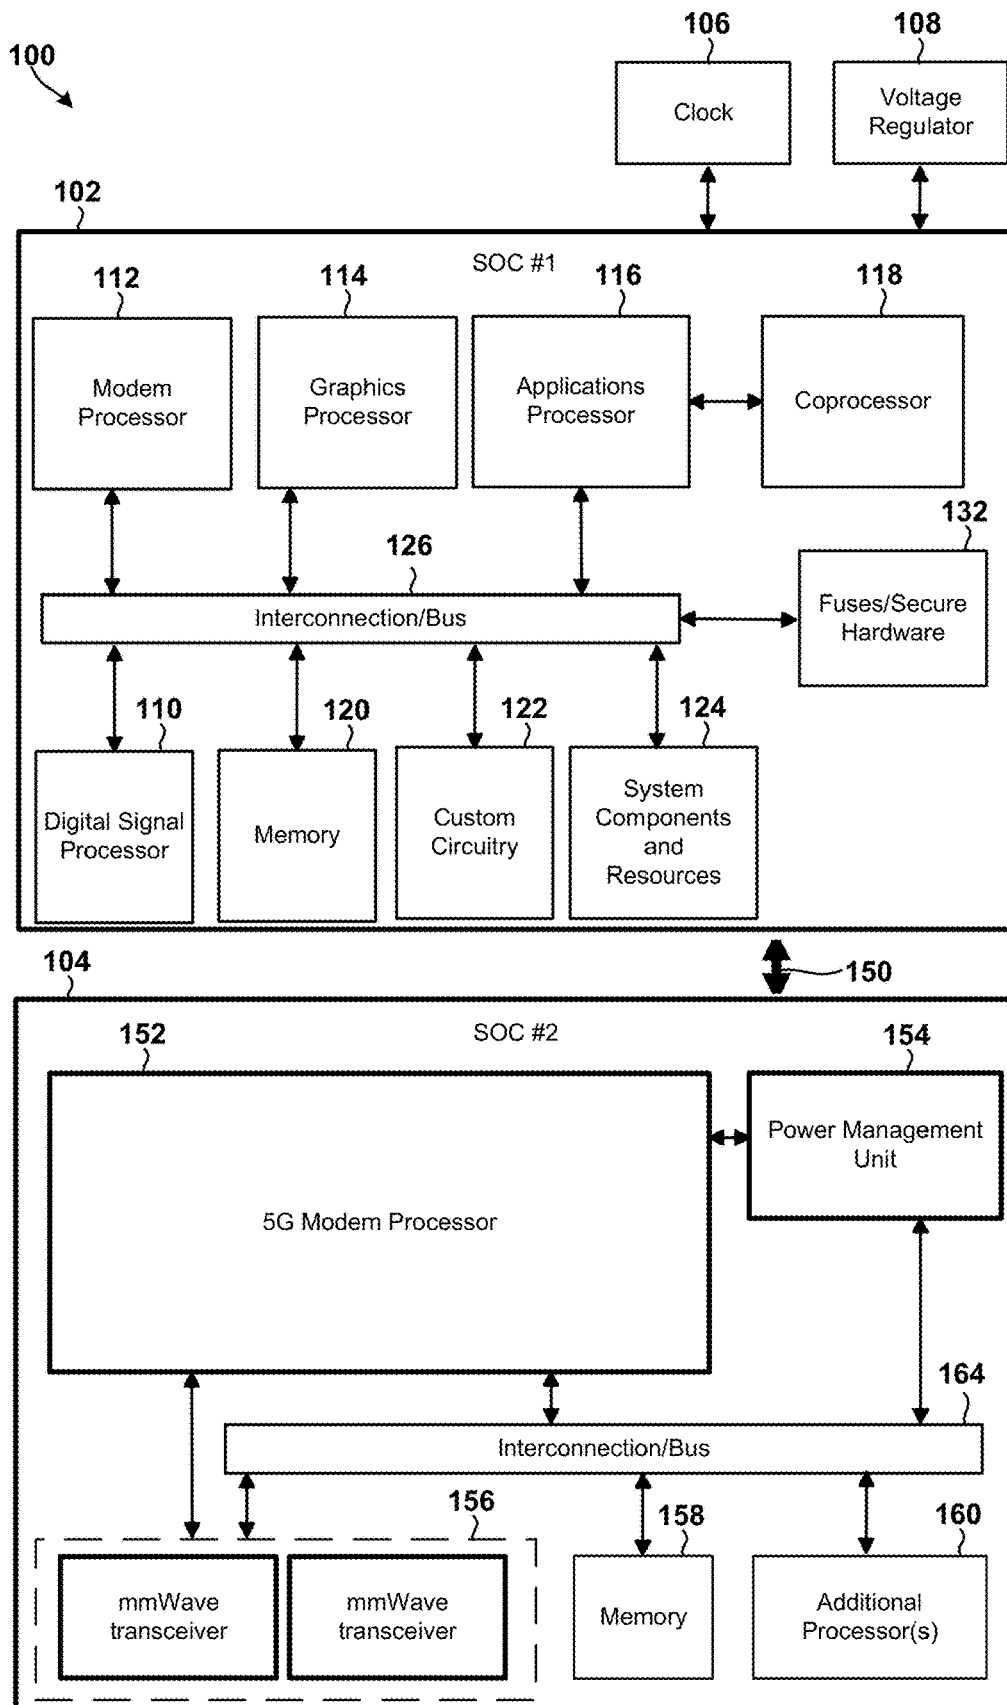 106
108
100
Clock
Voltage
Regulator
102
SOC #1
112
114
116
118
Modem
Processor
Graphics
Processor
Applications
Processor
Coprocessor
132
126
Interconnection/Bus
Fuses/Secure
Hardware
110
120
122
124
Digital Signal
Processor
Memory
Custom
Circuitry
System
Components
and
Resources
104
150
SOC #2
152
154
5G Modem Processor
Power Management
Unit
164
Interconnection/Bus
156
158
160
mmWave
transceiver
mmWave
transceiver
Memory
Additional
Processor(s)